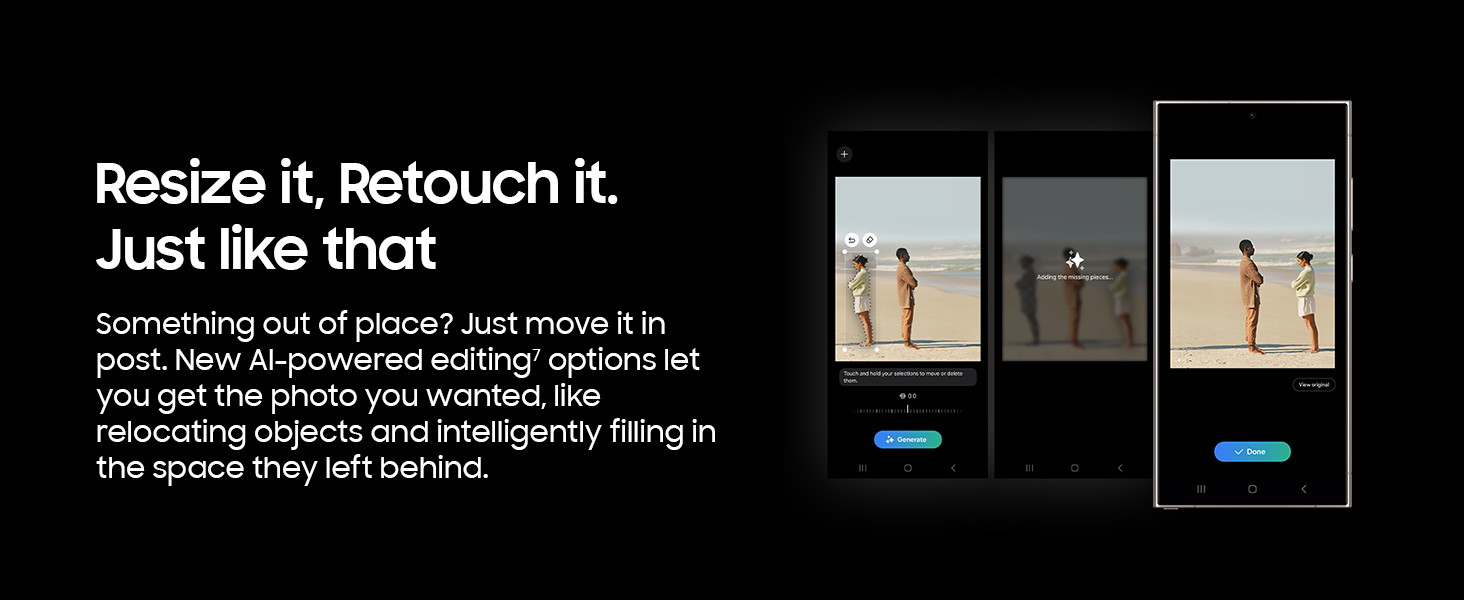 Resize it, Retouch it.
Just like that
Something out of place? Just move it in
post. New AI-powered editing⁷ options let
you get the photo you wanted, like
relocating objects and intelligently filling in
the space they left behind.
Touch and hold your selections to move or delete
them.
0.0
Generate
Adding the missing pieces...
View original
Done